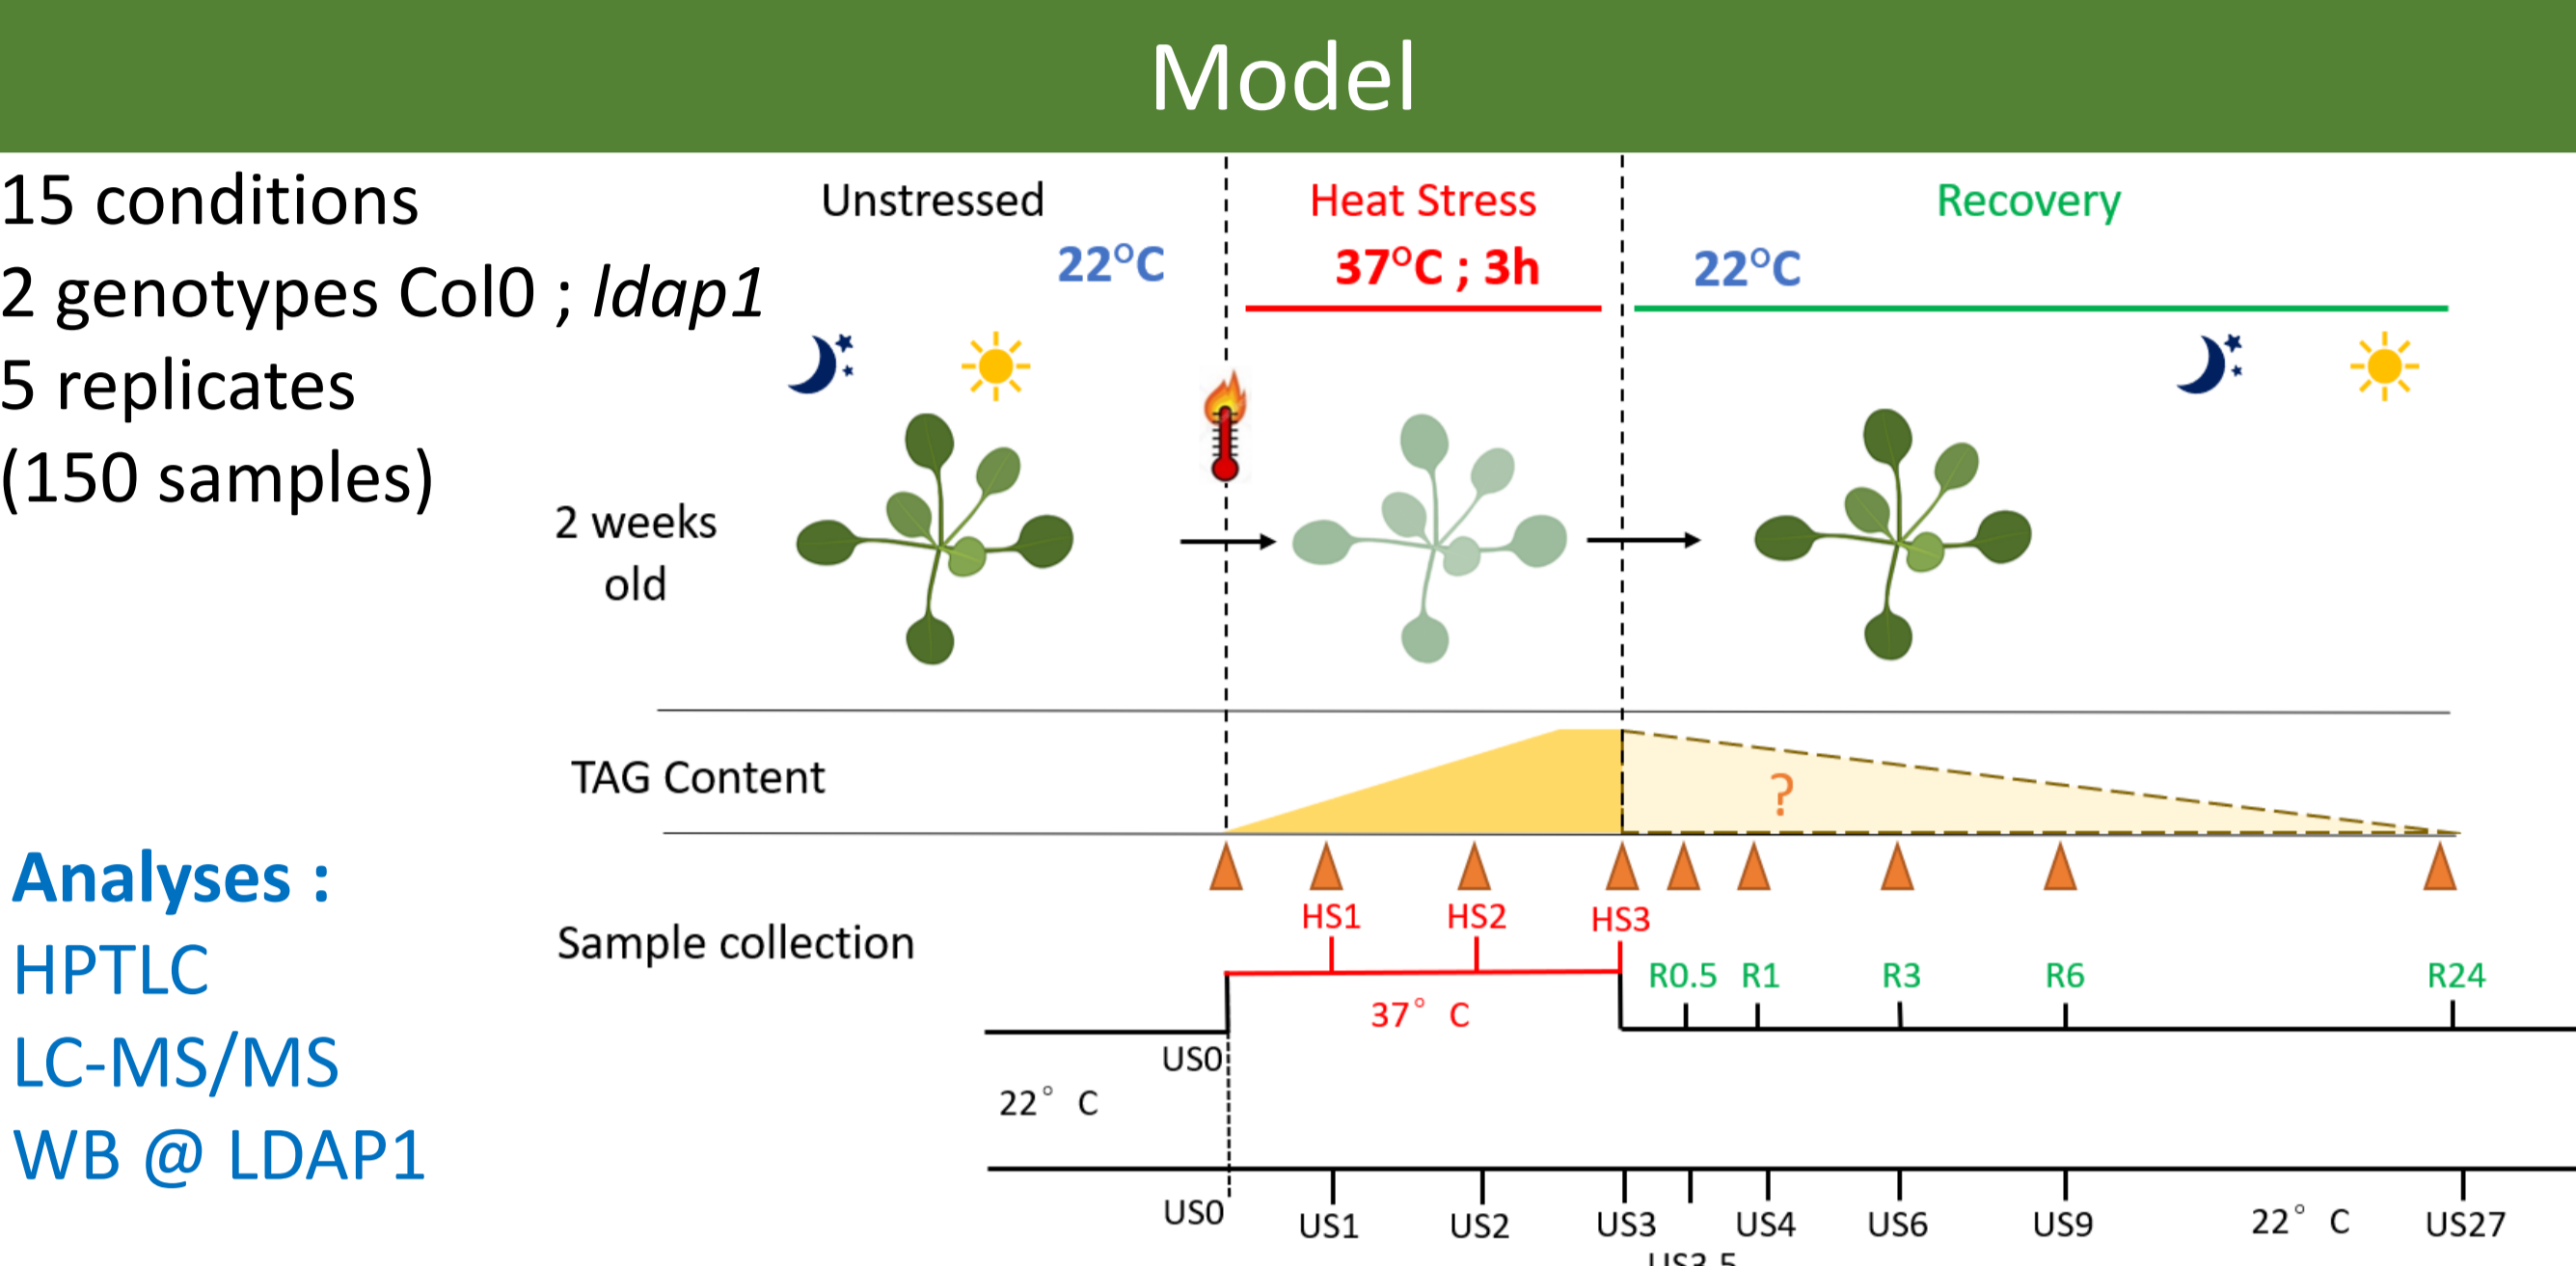 Model
15 conditions
2 genotypes Col0 ; ldap1
5 replicates
(150 samples)
Unstressed
22°C
Heat Stress
37°C ; 3h
Recovery
22°C
2 weeks
old
TAG Content
?
Sample collection
HS1
HS2
HS3
R0.5
R1
R3
R6
R24
37° C
US0
22° C
US0
US1
US2
US3
US3.5
US4
US6
US9
22° C
US27
Analyses :
HPTLC
LC-MS/MS
WB @ LDAP1